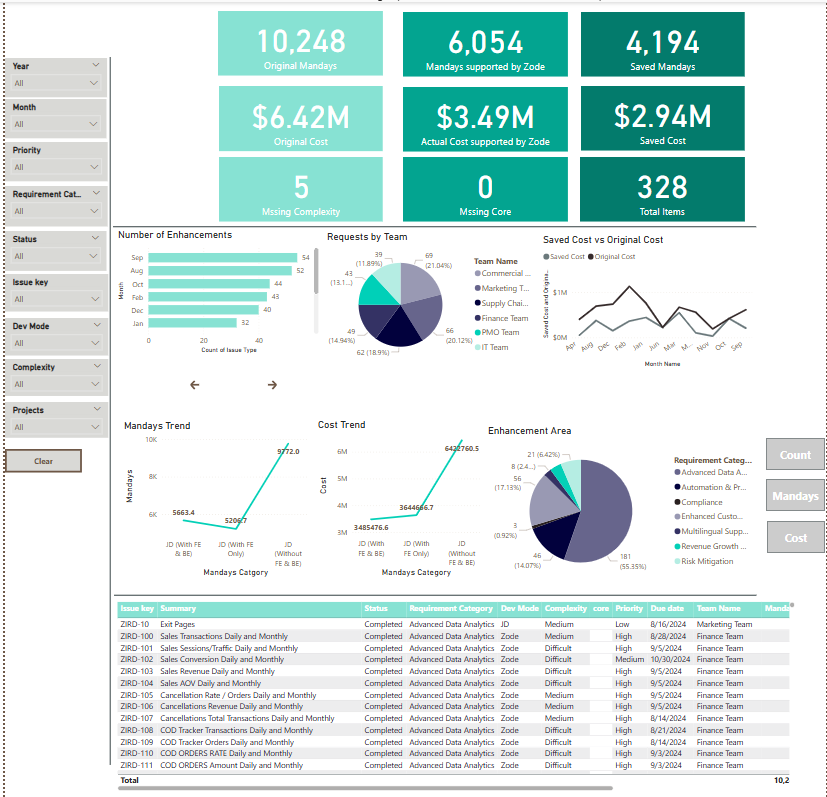 10,248
Original Mandays
6,054
Mandays supported by Zode
4,194
Saved Mandays
$6.42M
Original Cost
$3.49M
Actual Cost supported by Zode
$2.94M
Saved Cost
5
Mssing Complexity
0
Mssing Core
328
Total Items
Year
All
Month
All
Priority
All
Requirement Cat...
All
Status
All
Issue key
All
Dev Mode
All
Complexity
All
Projects
All
Clear
Number of Enhancements
Month
Sep
54
Aug
52
Oct
44
Feb
43
Dec
40
Jan
32
0 20 40
Count of Issue Type
Requests by Team
69
(21.04%)
66
(20.12%)
62 (18.9%)
49
(14.94%)
43
(13.1...)
39
(11.89%)
Team Name
Commercial ...
Marketing T...
Supply Chai...
Finance Team
PMO Team
IT Team
Saved Cost vs Original Cost
Saved Cost Original Cost
Saved Cost and Origina...
$1M
$0M
Apr Aug Dec Feb Jan Jun Mar M... Nov Oct Sep
Month Name
Mandays Trend
Mandays
10K
8K
6K
5663.4
5206.7
9772.0
JD (With FE & BE)
JD (With FE Only)
JD (Without FE & BE)
Mandays Catgory
Cost Trend
Cost
6M
5M
4M
3M
3485476.6
3644666.7
6422760.5
JD (With FE & BE)
JD (With FE Only)
JD (Without FE & BE)
Mandays Category
Enhancement Area
21 (6.42%)
8 (2.4...)
56
(17.13%)
3
(0.92%)
46
(14.07%)
181
(55.35%)
Requirement Categ...
Advanced Data A...
Automation & Pr...
Compliance
Enhanced Custo...
Multilingual Supp...
Revenue Growth ...
Risk Mitigation
Count
Mandays
Cost
Issue key Summary Status Requirement Category Dev Mode Complexity core Priority Due date Team Name Manda
ZIRD-10 Exit Pages Completed Advanced Data Analytics JD Medium Low 8/16/2024 Marketing Team
ZIRD-100 Sales Transactions Daily and Monthly Completed Advanced Data Analytics Zode Medium High 8/28/2024 Finance Team
ZIRD-101 Sales Sessions/Traffic Daily and Monthly Completed Advanced Data Analytics Zode Difficult High 9/5/2024 Finance Team
ZIRD-102 Sales Conversion Daily and Monthly Completed Advanced Data Analytics Zode Difficult Medium 10/30/2024 Finance Team
ZIRD-103 Sales Revenue Daily and Monthly Completed Advanced Data Analytics Zode Difficult High 9/5/2024 Finance Team
ZIRD-104 Sales AOV Daily and Monthly Completed Advanced Data Analytics Zode Difficult High 9/5/2024 Finance Team
ZIRD-105 Cancellation Rate / Orders Daily and Monthly Completed Advanced Data Analytics Zode Medium High 9/5/2024 Finance Team
ZIRD-106 Cancellations Revenue Daily and Monthly Completed Advanced Data Analytics Zode Medium High 9/5/2024 Finance Team
ZIRD-107 Cancellations Total Transactions Daily and Monthly Completed Advanced Data Analytics Zode Medium High 8/14/2024 Finance Team
ZIRD-108 COD Tracker Transactions Daily and Monthly Completed Advanced Data Analytics Zode Difficult High 8/21/2024 Finance Team
ZIRD-109 COD Tracker Orders Daily and Monthly Completed Advanced Data Analytics Zode Difficult High 8/14/2024 Finance Team
ZIRD-110 COD ORDERS RATE Daily and Monthly Completed Advanced Data Analytics Zode Difficult High 9/3/2024 Finance Team
ZIRD-111 COD ORDERS Amount Daily and Monthly Completed Advanced Data Analytics Zode Difficult High 9/3/2024 Finance Team
Total 10,2